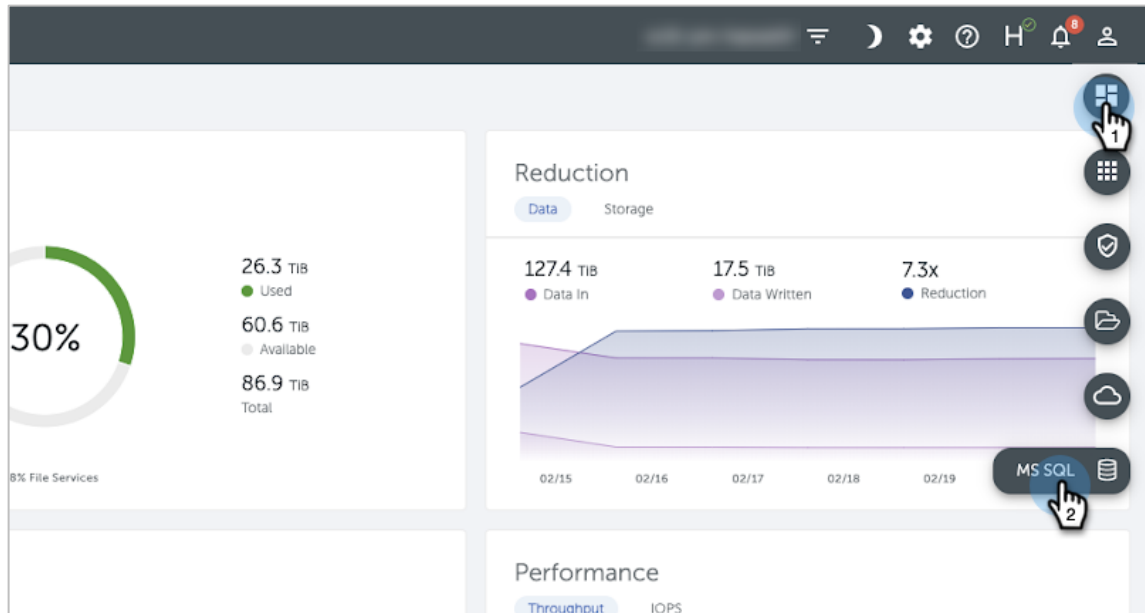 H 8
1
Reduction
Data Storage
26.3 TiB
Used
60.6 TiB
Available
86.9 TiB
Total
30%
8% File Services
127.4 TiB 17.5 TiB 7.3x
Data In Data Written Reduction
02/15 02/16 02/17 02/18 02/19
MS SQL
2
Performance
Throughput IOPS